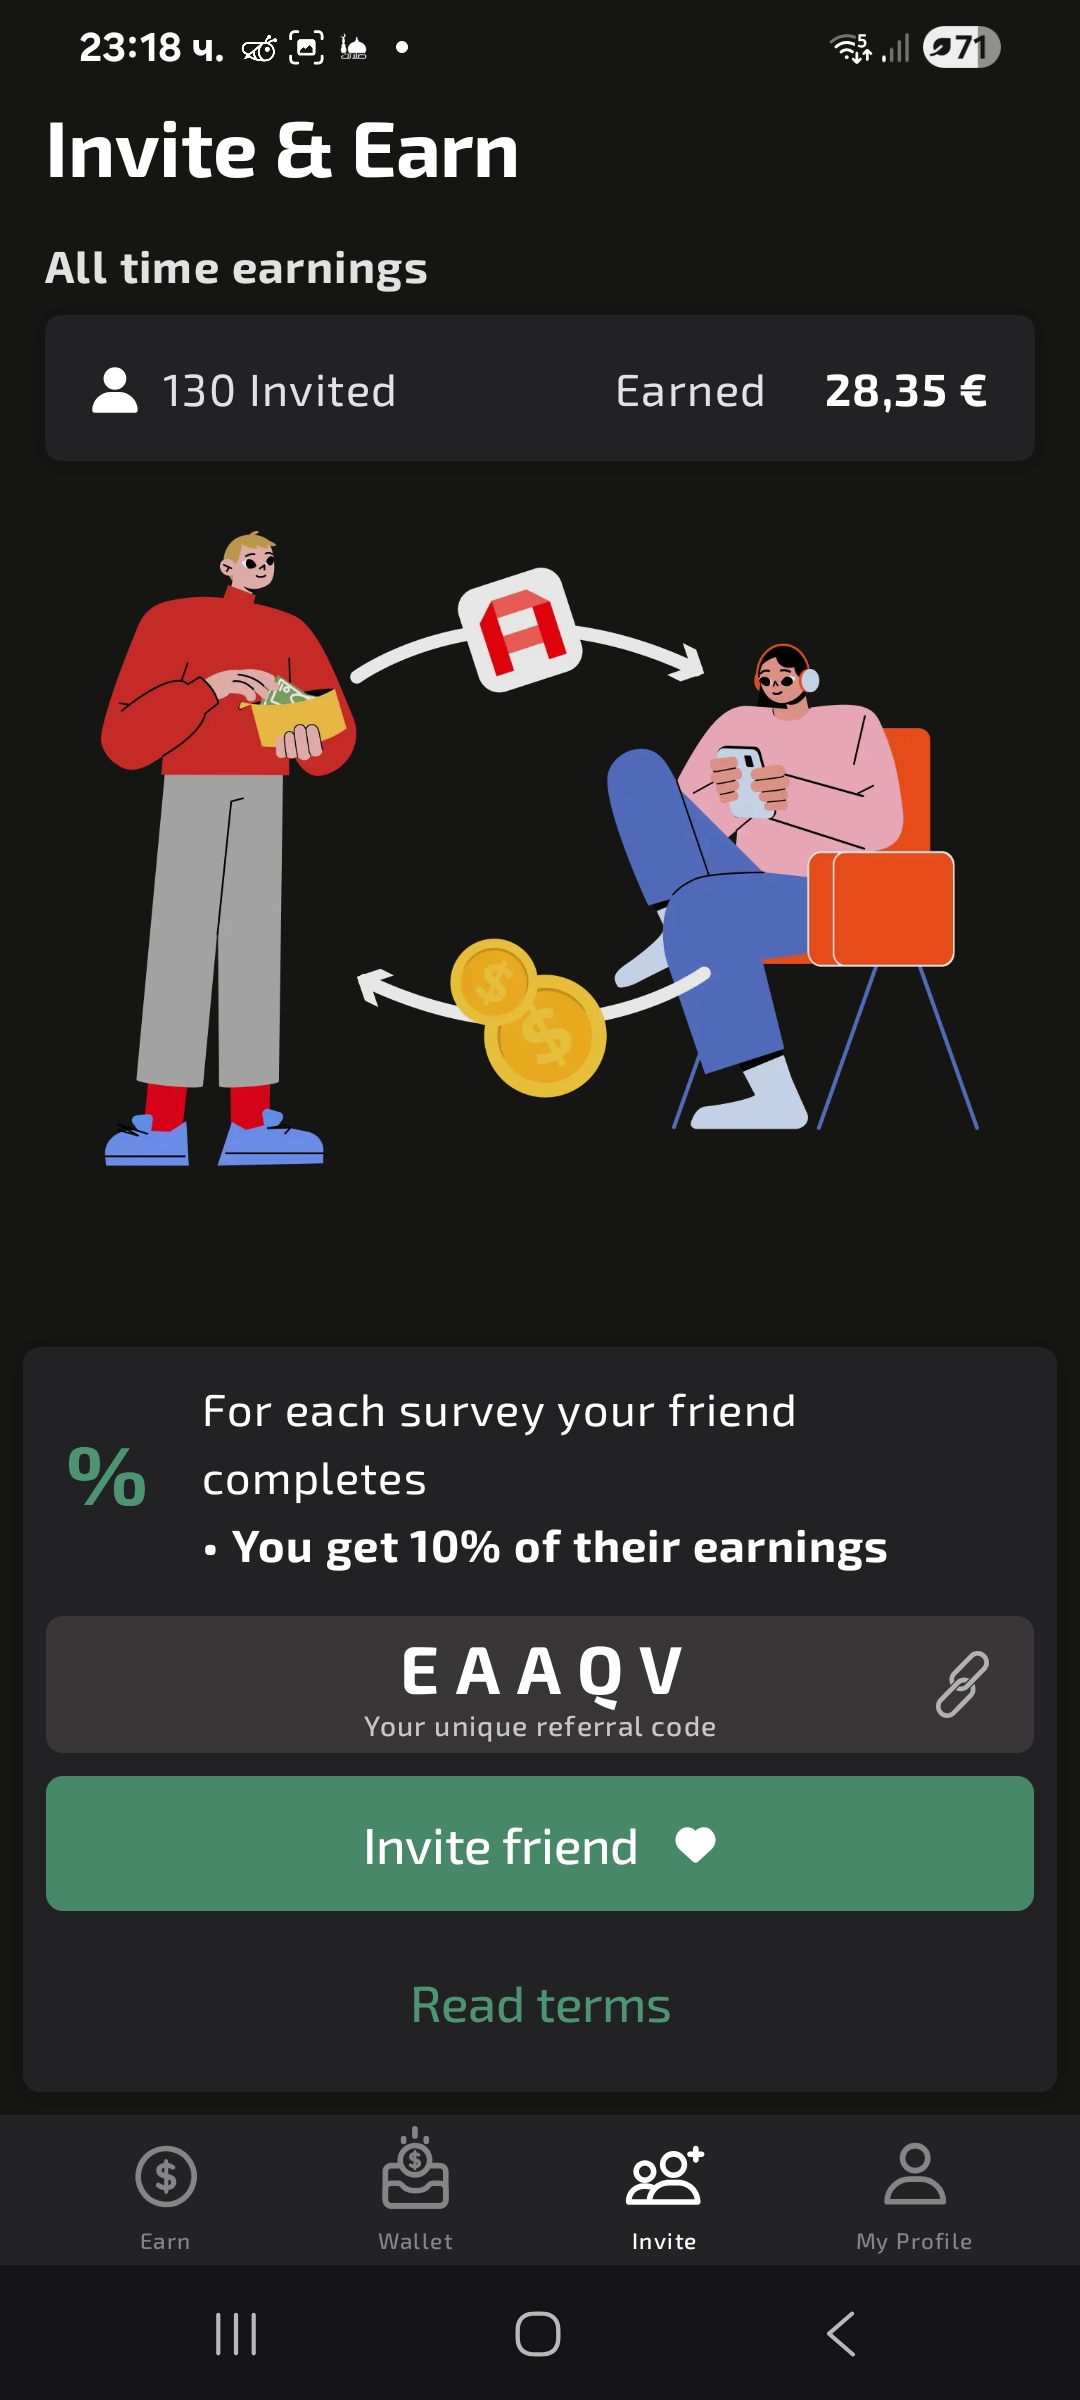 23:18 ч.
71
Invite & Earn
All time earnings
130 Invited
Earned 28,35 €
For each survey your friend
completes
%
• You get 10% of their earnings
EAAQV
Your unique referral code
Invite friend
Read terms
Earn
Wallet
Invite
My Profile